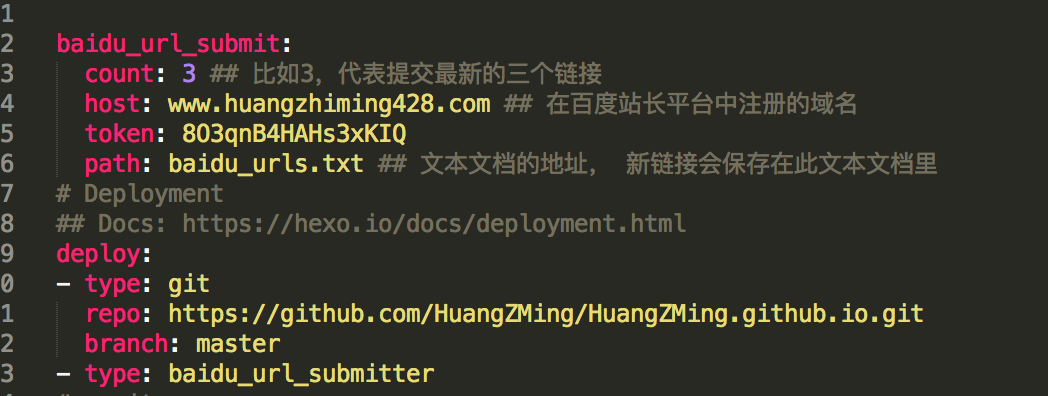 1
2 baidu_url_submit:
3 count: 3 ## 比如3，代表提交最新的三个链接
4 host: www.huangzhiming428.com ## 在百度站长平台中注册的域名
5 token: 8O3qnB4HAHs3xKIQ
6 path: baidu_urls.txt ## 文本文档的地址， 新链接会保存在此文本文档里
7 # Deployment
8 ## Docs: https://hexo.io/docs/deployment.html
9 deploy:
0 - type: git
1 repo: https://github.com/HuangZMing/HuangZMing.github.io.git
2 branch: master
3 - type: baidu_url_submitter